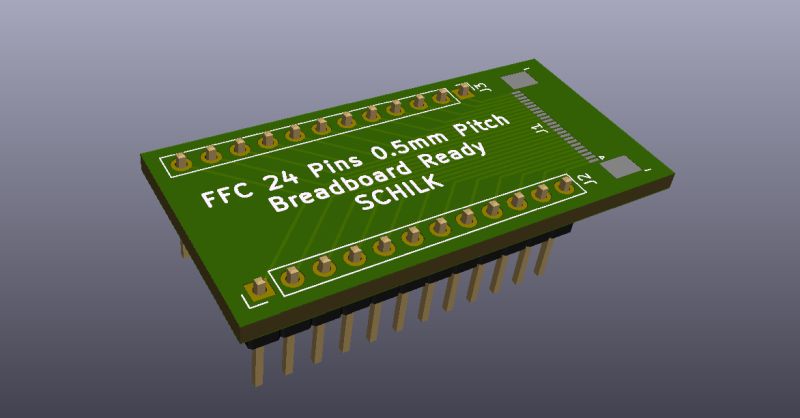 FFC 24 Pins 0.5mm Pitch
Breadboard Ready
SCHILK
J3
J1
J2